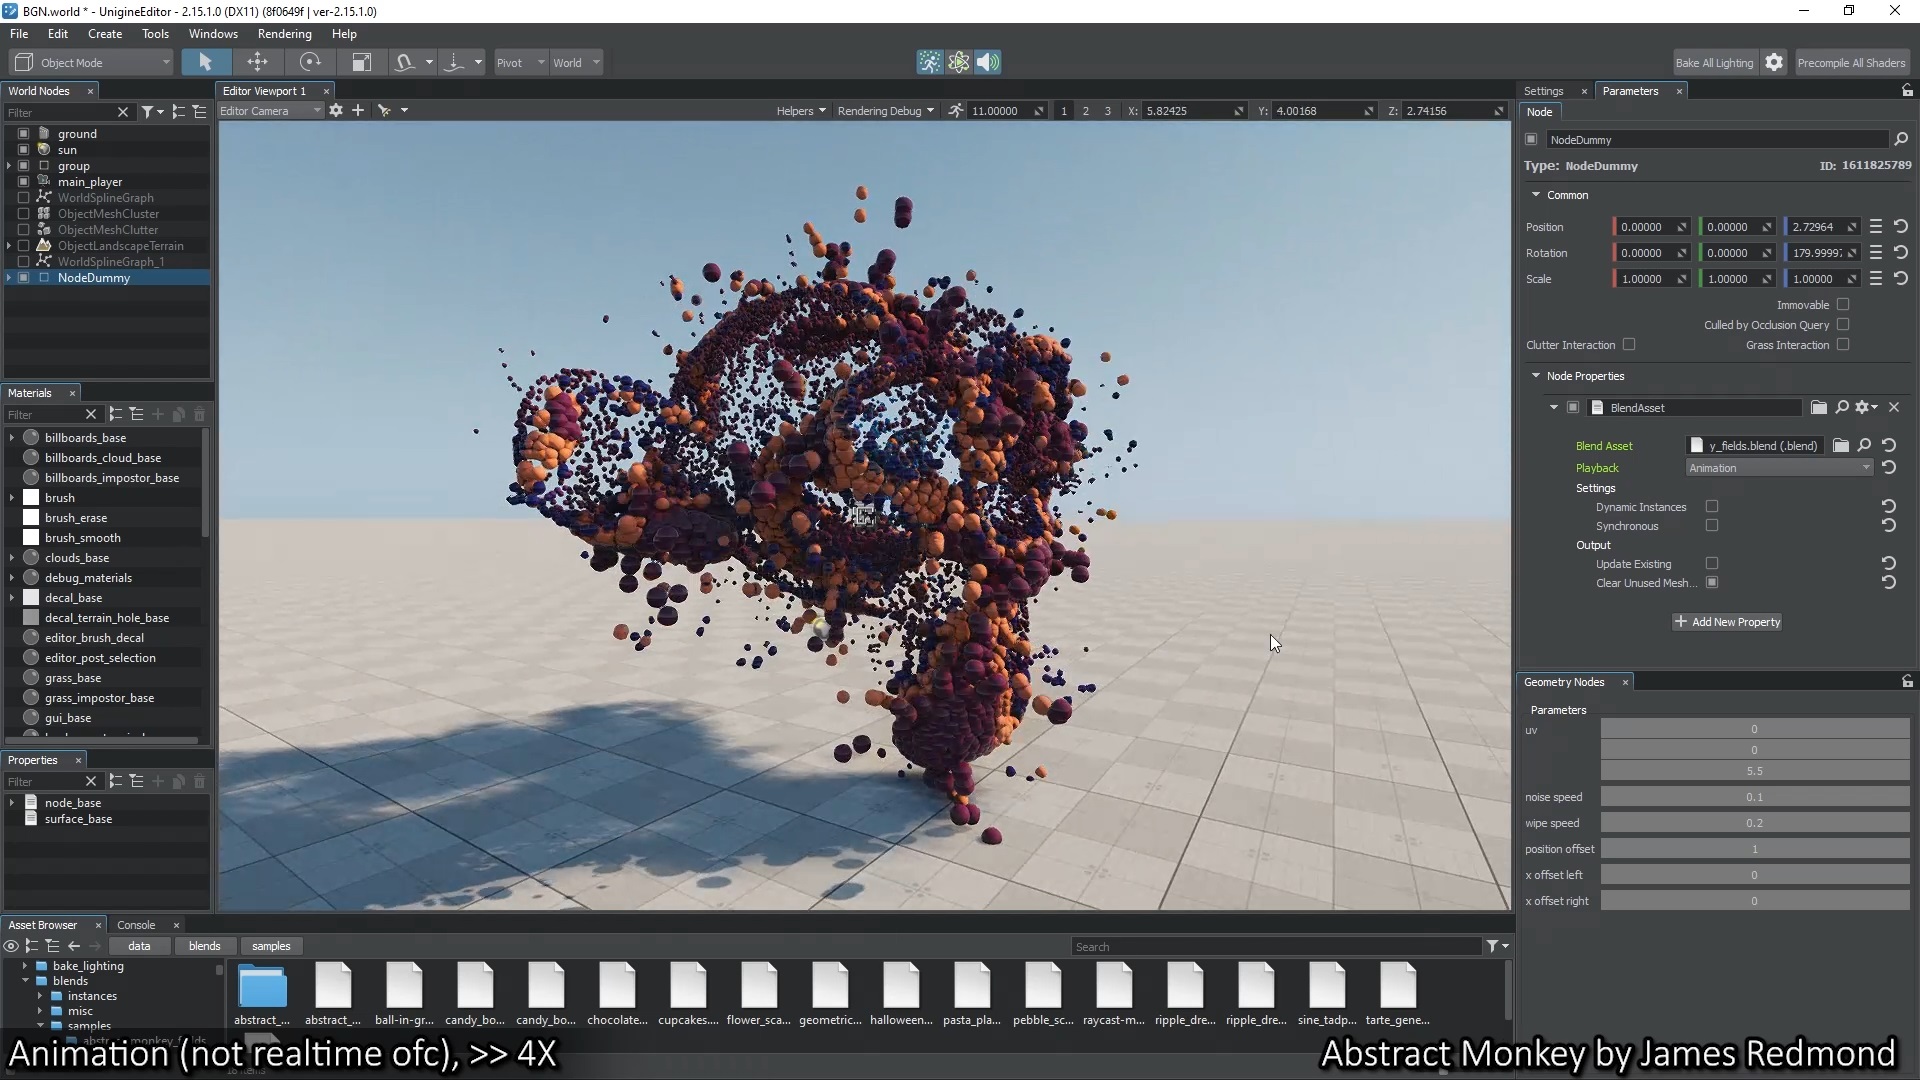 BGN.world * - UnigineEditor - 2.15.1.0 (DX11) (8f0649f | ver-2.15.1.0)
File Edit Create Tools Windows Rendering Help
Object Mode Pivot World Bake All Lighting Precompile All Shaders
World Nodes
Filter
ground
sun
group
main_player
WorldSplineGraph
ObjectMeshCluster
ObjectMeshClutter
ObjectLandscapeTerrain
WorldSplineGraph_1
NodeDummy
Materials
Filter
billboards_base
billboards_cloud_base
billboards_impostor_base
brush
brush_erase
brush_smooth
clouds_base
debug_materials
decal_base
decal_terrain_hole_base
editor_brush_decal
editor_post_selection
grass_base
grass_impostor_base
gui_base
Properties
Filter
node_base
surface_base
Editor Viewport 1
Editor Camera Helpers Rendering Debug 11.00000 1 2 3 X: 5.82425 Y: 4.00168 Z: 2.74156
Settings Parameters
Node
NodeDummy
Type: NodeDummy ID: 1611825789
Common
Position 0.00000 0.00000 2.72964
Rotation 0.00000 0.00000 179.99997
Scale 1.00000 1.00000 1.00000
Immovable
Culled by Occlusion Query
Clutter Interaction Grass Interaction
Node Properties
BlendAsset
Blend Asset y_fields.blend (.blend)
Playback Animation
Settings
Dynamic Instances
Synchronous
Output
Update Existing
Clear Unused Mesh...
Add New Property
Geometry Nodes
Parameters
uv 0
0
5.5
noise speed 0.1
wipe speed 0.2
position offset 1
x offset left 0
x offset right 0
Asset Browser Console
data blends samples Search
bake_lighting
blends
instances
misc
samples
abstract_monkey_fields
abstract_... abstract_... ball-in-gr... candy_bo... candy_bo... chocolate... cupcakes.... flower_sca... geometric... halloween... pasta_pla... pebble_sc... raycast-m... ripple_dre... ripple_dre... sine_tadp... tarte_gene...
Animation (not realtime ofc), >> 4X
Abstract Monkey by James Redmond